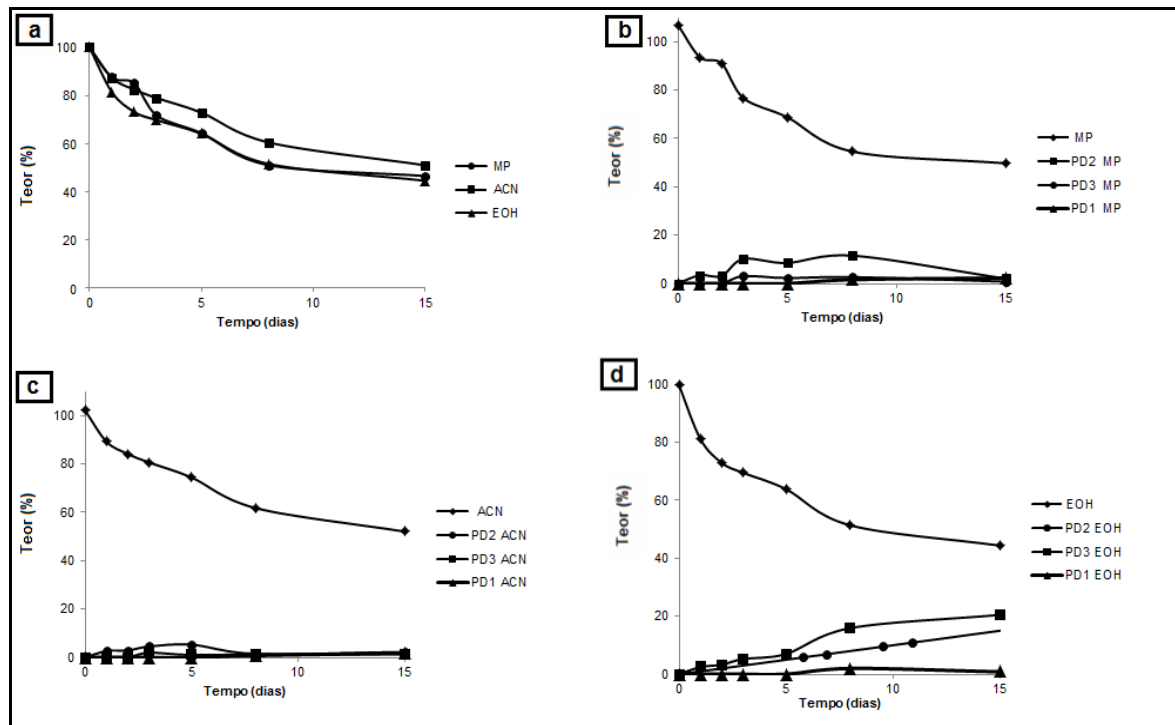 a
Teor (%)
100
80
60
40
20
0
0
5
10
15
Tempo (dias)
MP
ACN
EOH
b
Teor (%)
100
80
60
40
20
0
0
5
10
15
Tempo (dias)
MP
PD2 MP
PD3 MP
PD1 MP
c
Teor (%)
100
80
60
40
20
0
0
5
10
15
Tempo (dias)
ACN
PD2 ACN
PD3 ACN
PD1 ACN
d
Teor (%)
100
80
60
40
20
0
0
5
10
15
Tempo (dias)
EOH
PD2 EOH
PD3 EOH
PD1 EOH